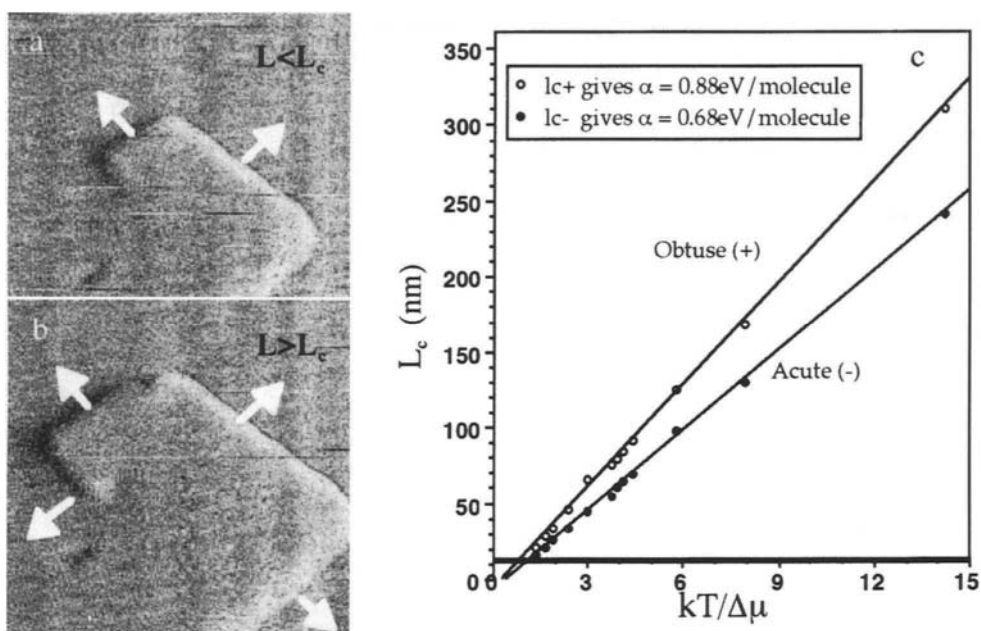 a
L<Lc
b
L>Lc
c
lc+ gives α = 0.88eV/molecule
lc- gives α = 0.68eV/molecule
Obtuse (+)
Acute (-)
Lc (nm)
350
300
250
200
150
100
50
0
0 3 6 9 12 15
kT/Δμ